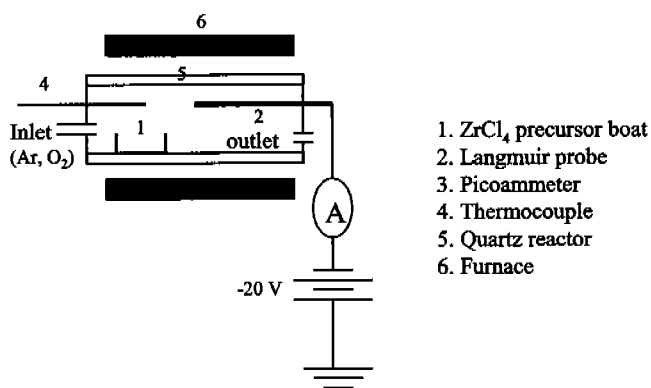 6
5
4
1
2
Inlet
(Ar, O₂)
outlet
A
-20 V
1. ZrCl₄ precursor boat
2. Langmuir probe
3. Picoammeter
4. Thermocouple
5. Quartz reactor
6. Furnace